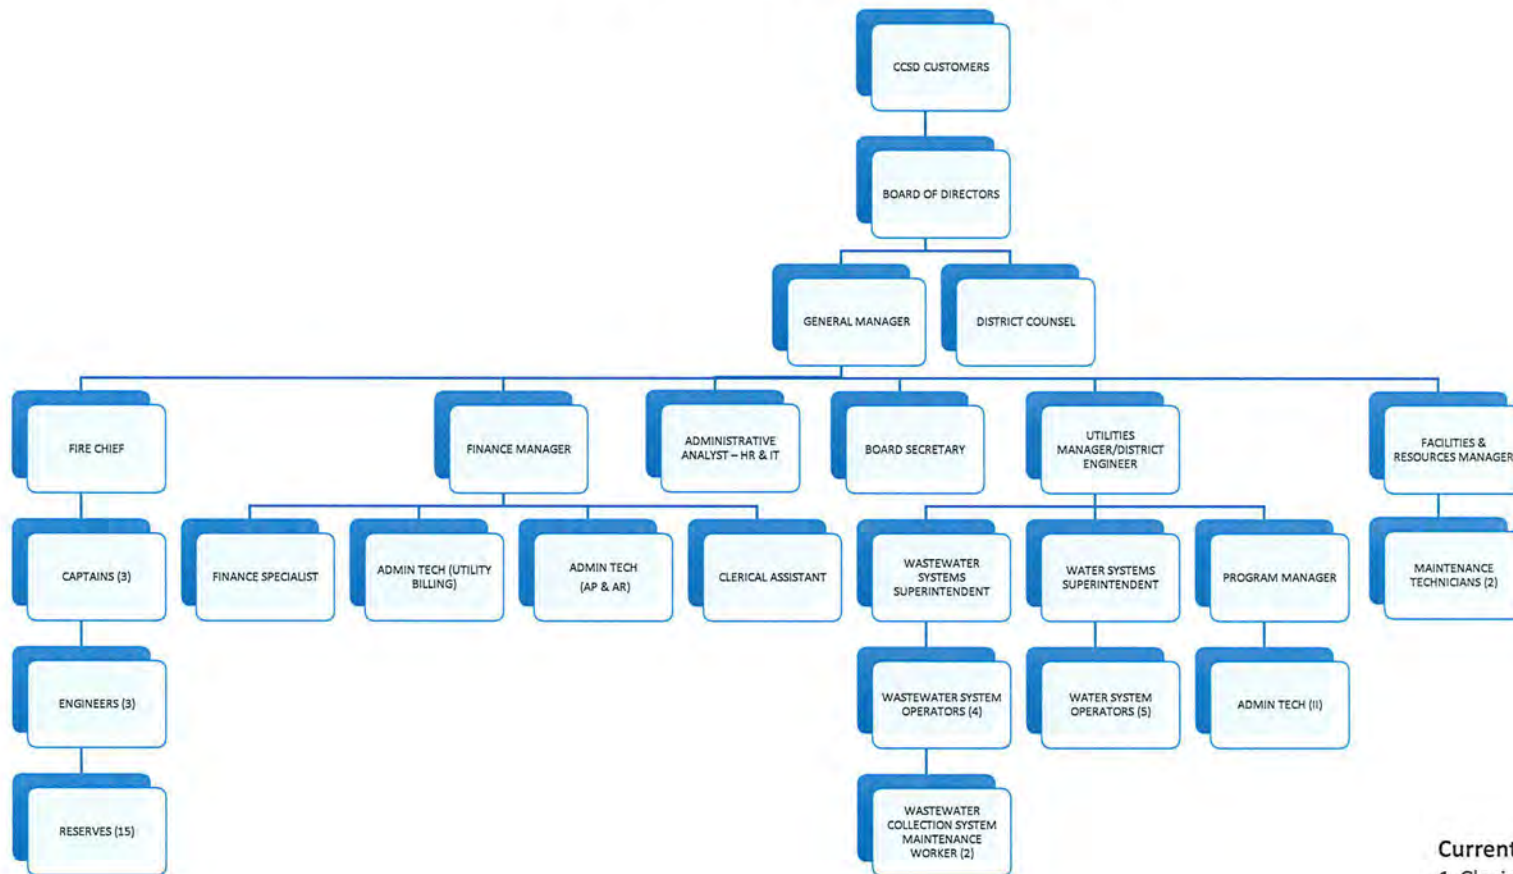 CCSD CUSTOMERS
BOARD OF DIRECTORS
GENERAL MANAGER
DISTRICT COUNSEL
FIRE CHIEF
FINANCE MANAGER
ADMINISTRATIVE
ANALYST – HR & IT
BOARD SECRETARY
UTILITIES
MANAGER/DISTRICT
ENGINEER
FACILITIES &
RESOURCES MANAGER
CAPTAINS (3)
FINANCE SPECIALIST
ADMIN TECH (UTILITY
BILLING)
ADMIN TECH
(AP & AR)
CLERICAL ASSISTANT
WASTEWATER
SYSTEMS
SUPERINTENDENT
WATER SYSTEMS
SUPERINTENDENT
PROGRAM MANAGER
MAINTENANCE
TECHNICIANS (2)
ENGINEERS (3)
WASTEWATER SYSTEM
OPERATORS (4)
WATER SYSTEM
OPERATORS (5)
ADMIN TECH (II)
RESERVES (15)
WASTEWATER
COLLECTION SYSTEM
MAINTENANCE
WORKER (2)
Current